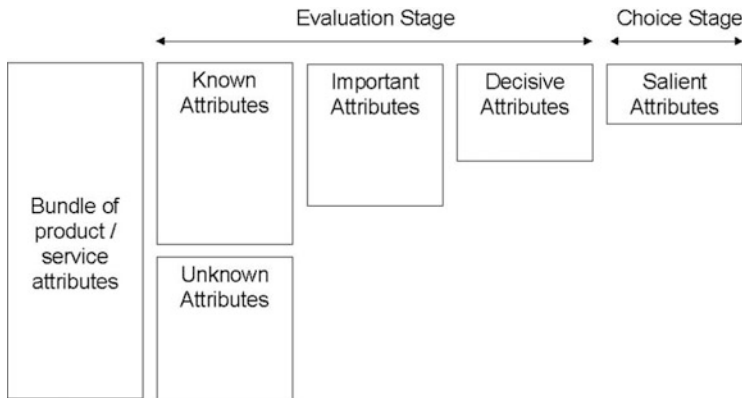 Evaluation Stage
Choice Stage
Known
Attributes
Important
Attributes
Decisive
Attributes
Salient
Attributes
Bundle of
product /
service
attributes
Unknown
Attributes